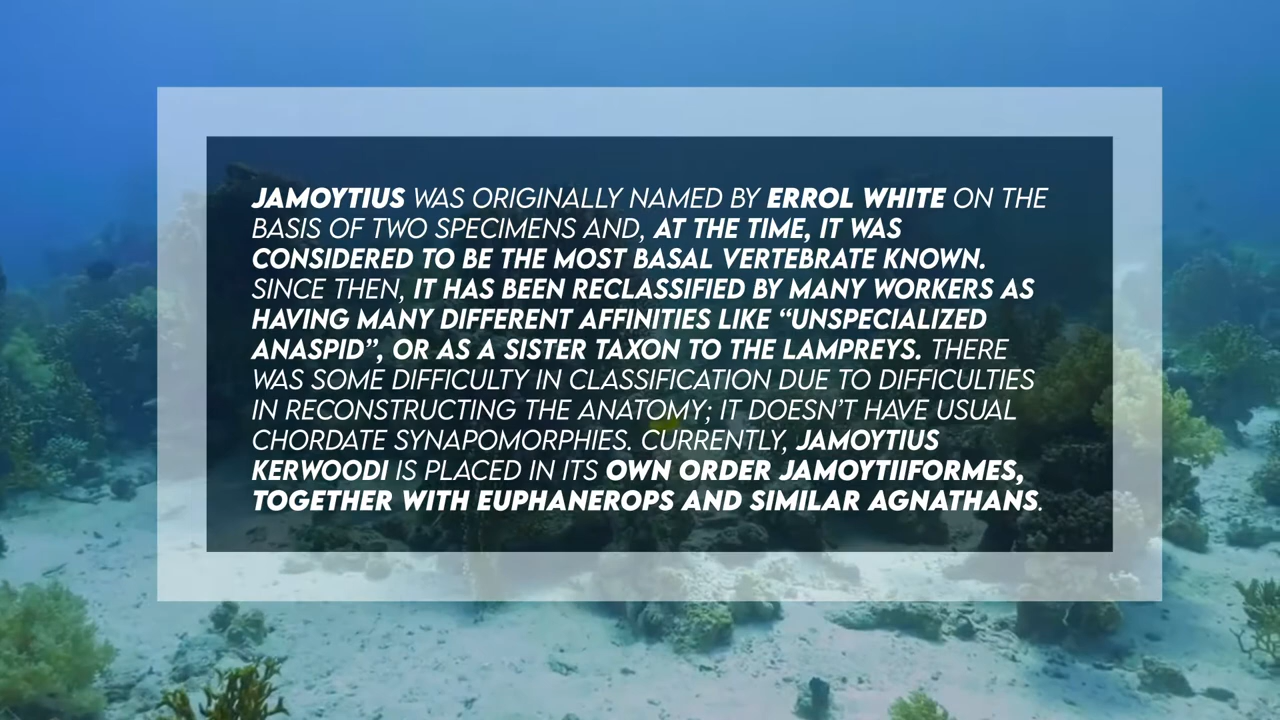 JAMOYTIUS WAS ORIGINALLY NAMED BY ERROL WHITE ON THE
BASIS OF TWO SPECIMENS AND, AT THE TIME, IT WAS
CONSIDERED TO BE THE MOST BASAL VERTEBRATE KNOWN.
SINCE THEN, IT HAS BEEN RECLASSIFIED BY MANY WORKERS AS
HAVING MANY DIFFERENT AFFINITIES LIKE “UNSPECIALIZED
ANASPID”, OR AS A SISTER TAXON TO THE LAMPREYS. THERE
WAS SOME DIFFICULTY IN CLASSIFICATION DUE TO DIFFICULTIES
IN RECONSTRUCTING THE ANATOMY; IT DOESN’T HAVE USUAL
CHORDATE SYNAPOMORPHIES. CURRENTLY, JAMOYTIUS
KERWOODI IS PLACED IN ITS OWN ORDER JAMOYTIIFORMES,
TOGETHER WITH EUPHANEROPS AND SIMILAR AGNATHANS.